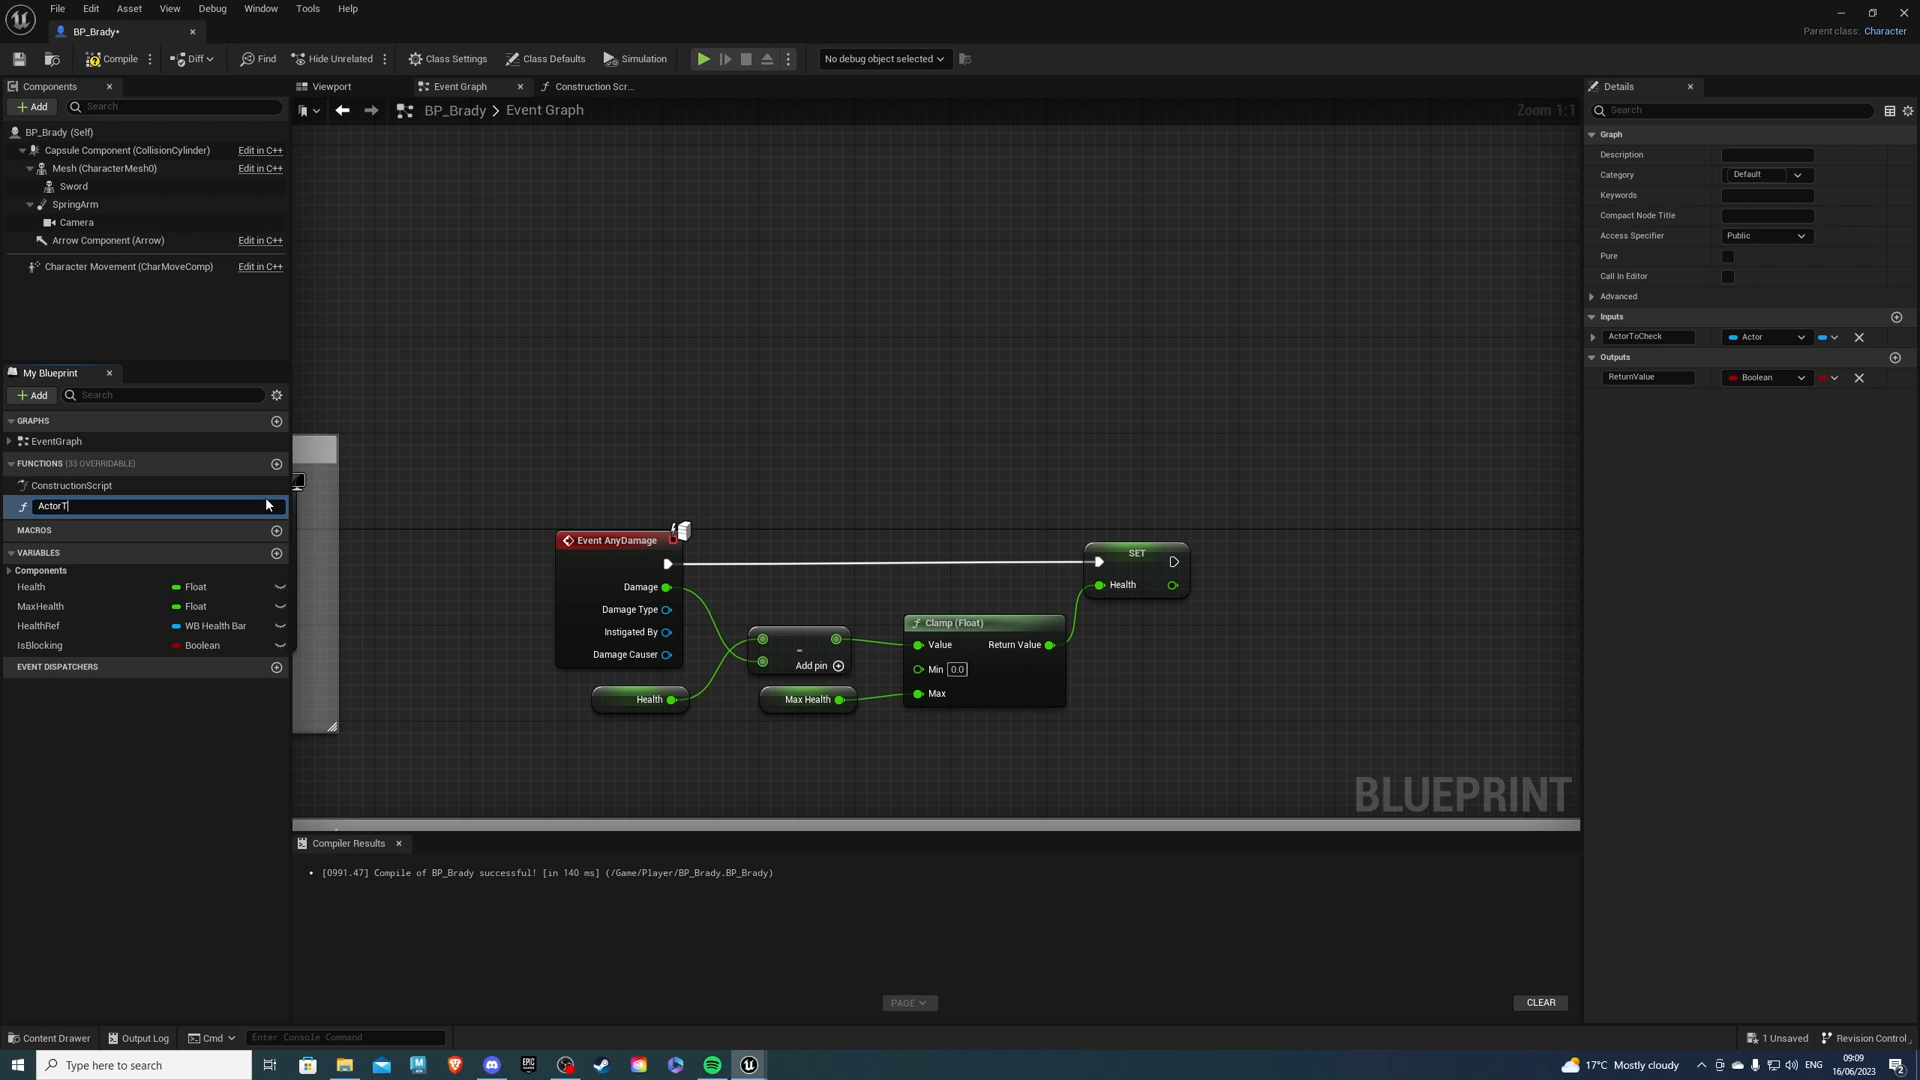 File Edit Asset View Debug Window Tools Help
BP_Brady*
Parent class: Character
Compile Diff Find Hide Unrelated Class Settings Class Defaults Simulation No debug object selected
Components
Add Search
BP_Brady (Self)
Capsule Component (CollisionCylinder) Edit in C++
Mesh (CharacterMesh0) Edit in C++
Sword
SpringArm
Camera
Arrow Component (Arrow) Edit in C++
Character Movement (CharMoveComp) Edit in C++
My Blueprint
Add Search
GRAPHS
EventGraph
FUNCTIONS (33 OVERRIDABLE)
ConstructionScript
ActorT
MACROS
VARIABLES
Components
Health Float
MaxHealth Float
HealthRef WB Health Bar
IsBlocking Boolean
EVENT DISPATCHERS
Viewport Event Graph Construction Scr...
BP_Brady > Event Graph Zoom 1:1
Event AnyDamage
Damage
Damage Type
Instigated By
Damage Causer
Health
-
Add pin
Max Health
Clamp (Float)
Value Return Value
Min 0.0
Max
SET
Health
BLUEPRINT
Compiler Results
[0991.47] Compile of BP_Brady successful! [in 140 ms] (/Game/Player/BP_Brady.BP_Brady)
PAGE CLEAR
Details
Search
Graph
Description
Category Default
Keywords
Compact Node Title
Access Specifier Public
Pure
Call In Editor
Advanced
Inputs
ActorToCheck Actor
Outputs
ReturnValue Boolean
Content Drawer Output Log Cmd Enter Console Command 1 Unsaved Revision Control
Type here to search 17°C Mostly cloudy ENG 09:09
16/06/2023